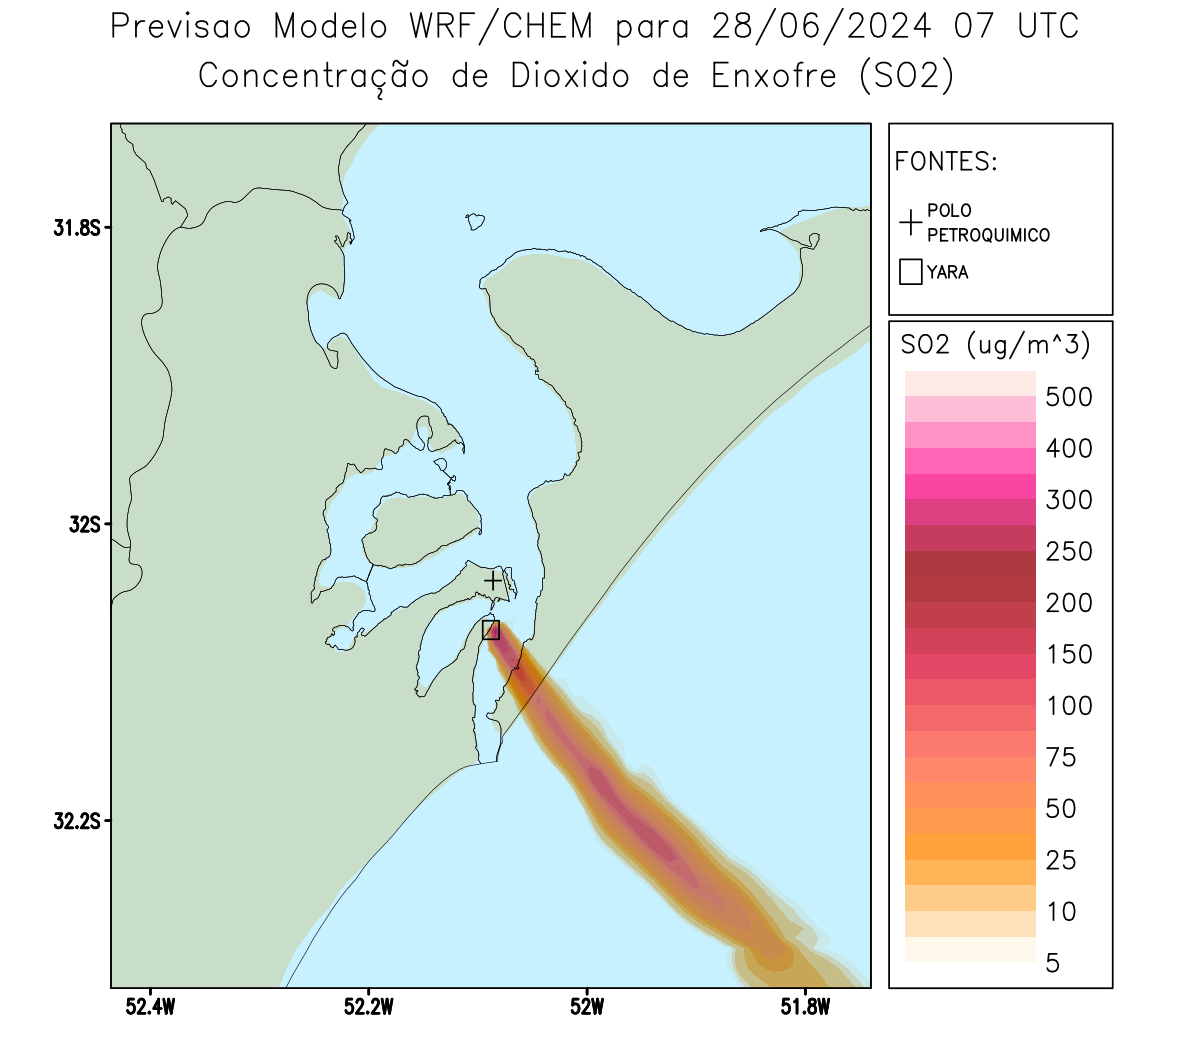 Previsao Modelo WRF/CHEM para 28/06/2024 07 UTC
Concentração de Dioxido de Enxofre (SO2)
FONTES:
POLO
PETROQUIMICO
YARA
SO2 (ug/m^3)
500
400
300
250
200
150
100
75
50
25
10
5
31.8S
32S
32.2S
52.4W
52.2W
52W
51.8W